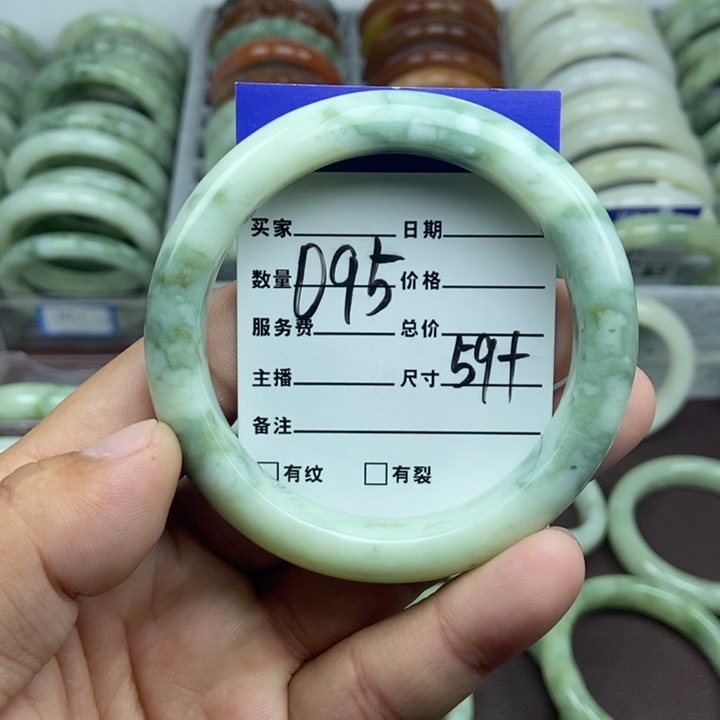 买家 日期
数量 095 价格
服务费 总价
主播 尺寸 59+
备注
有纹 有裂